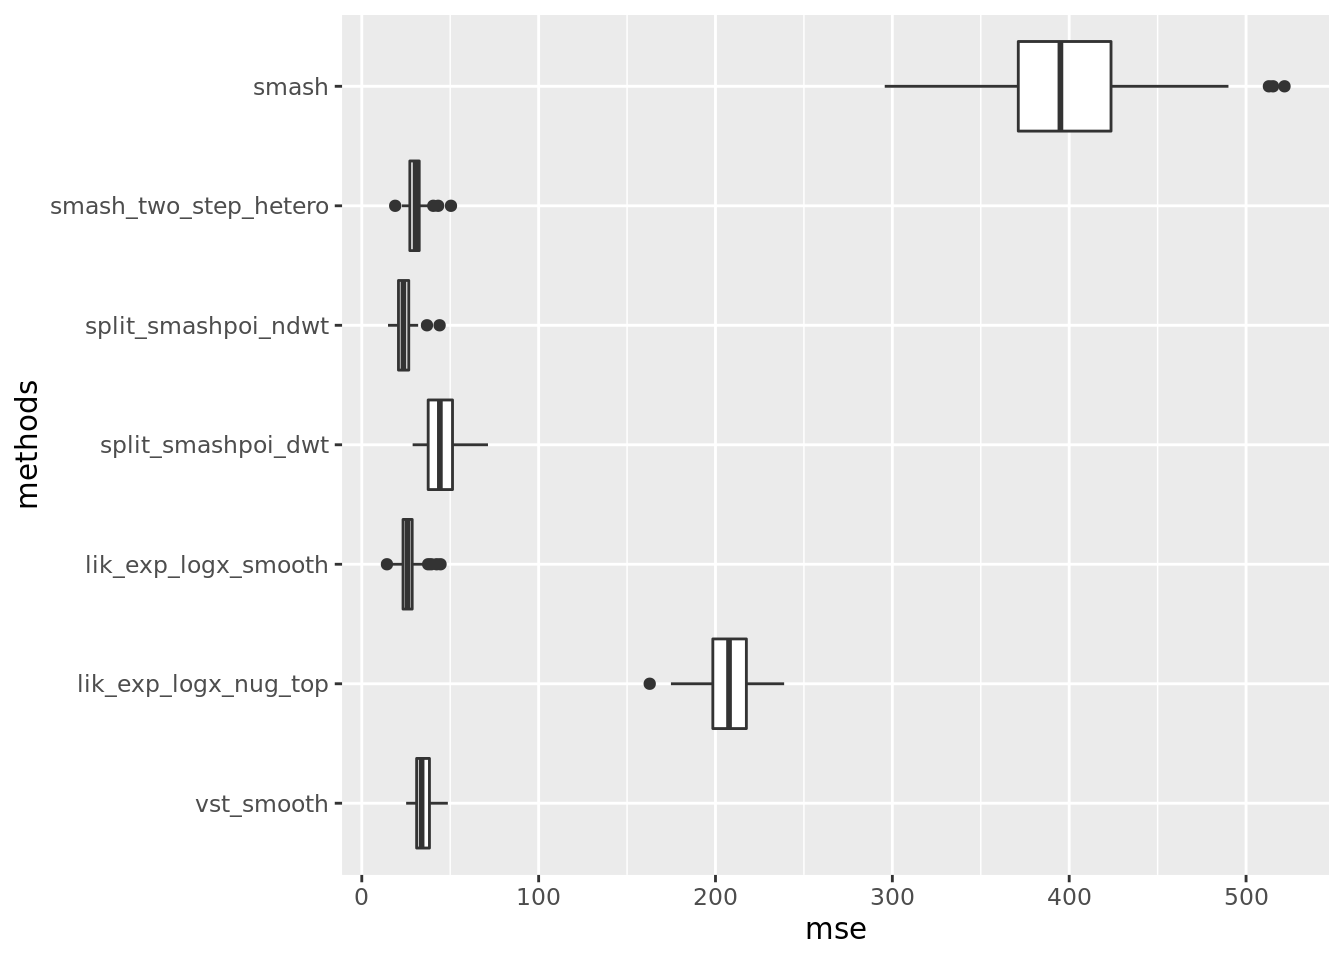 methods
smash
smash_two_step_hetero
split_smashpoi_ndwt
split_smashpoi_dwt
lik_exp_logx_smooth
lik_exp_logx_nug_top
vst_smooth
0 100 200 300 400 500
mse